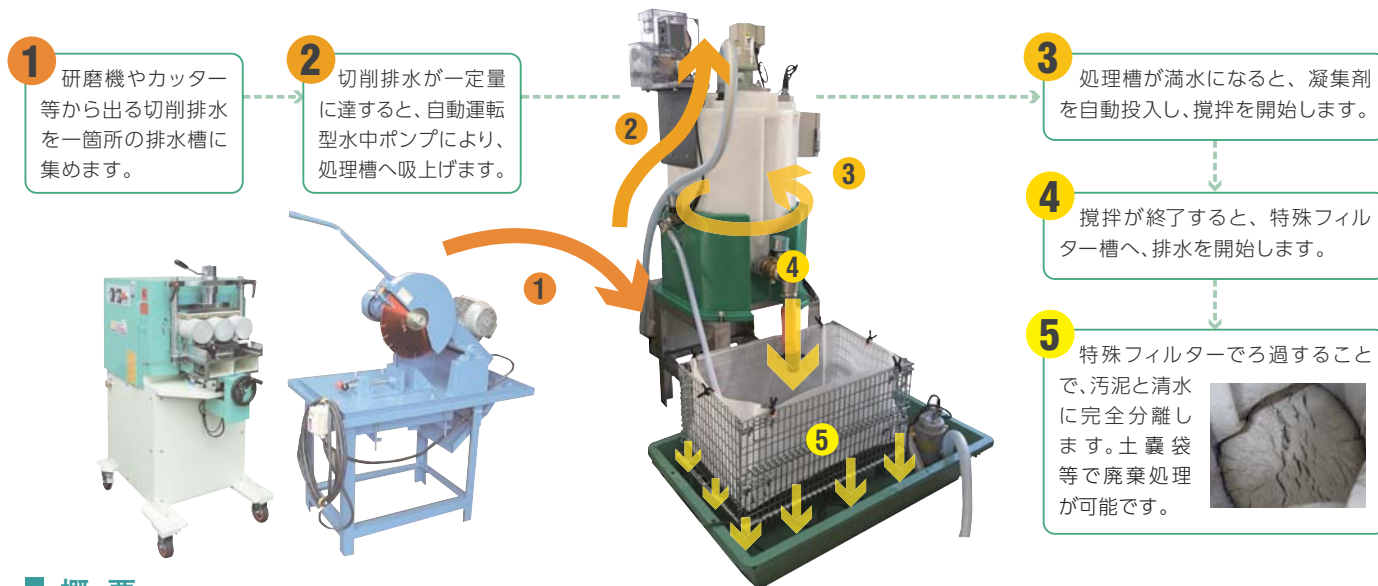 1
研磨機やカッター
等から出る切削排水
を一箇所の排水槽に
集めます。
2
切削排水が一定量
に達すると、自動運転
型水中ポンプにより、
処理槽へ吸上げます。
3
処理槽が満水になると、凝集剤
を自動投入し、撹拌を開始します。
4
撹拌が終了すると、特殊フィル
ター槽へ、排水を開始します。
5
特殊フィルターでろ過すること
で、汚泥と清水
に完全分離し
ます。土嚢袋
等で廃棄処理
が可能です。
1
2
3
4
5